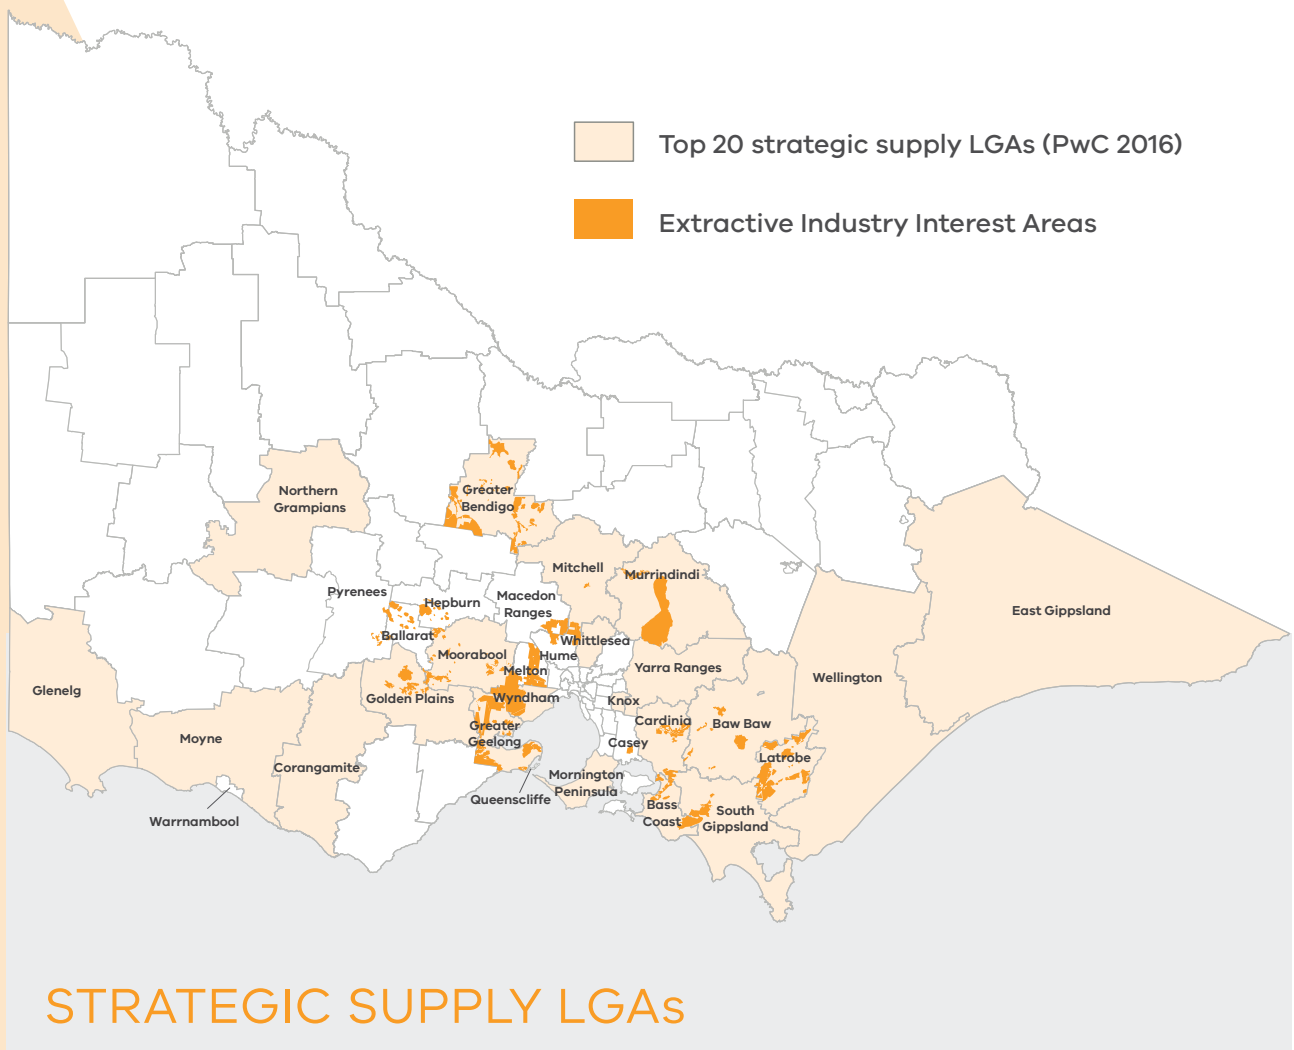 Top 20 strategic supply LGAs (PwC 2016)
Extractive Industry Interest Areas
Northern
Grampians
Greater
Bendigo
Mitchell
Murrindindi
Pyrenees
Hepburn
Macedon
Ranges
East Gippsland
Ballarat
Whittlesea
Moorabool
Hume
Melton
Yarra Ranges
Wellington
Glenelg
Golden Plains
Wyndham
Knox
Cardinia
Baw Baw
Moyne
Greater
Geelong
Casey
Latrobe
Corangamite
Mornington
Peninsula
Queenscliffe
Bass
Coast
South
Gippsland
Warrnambool
STRATEGIC SUPPLY LGAs